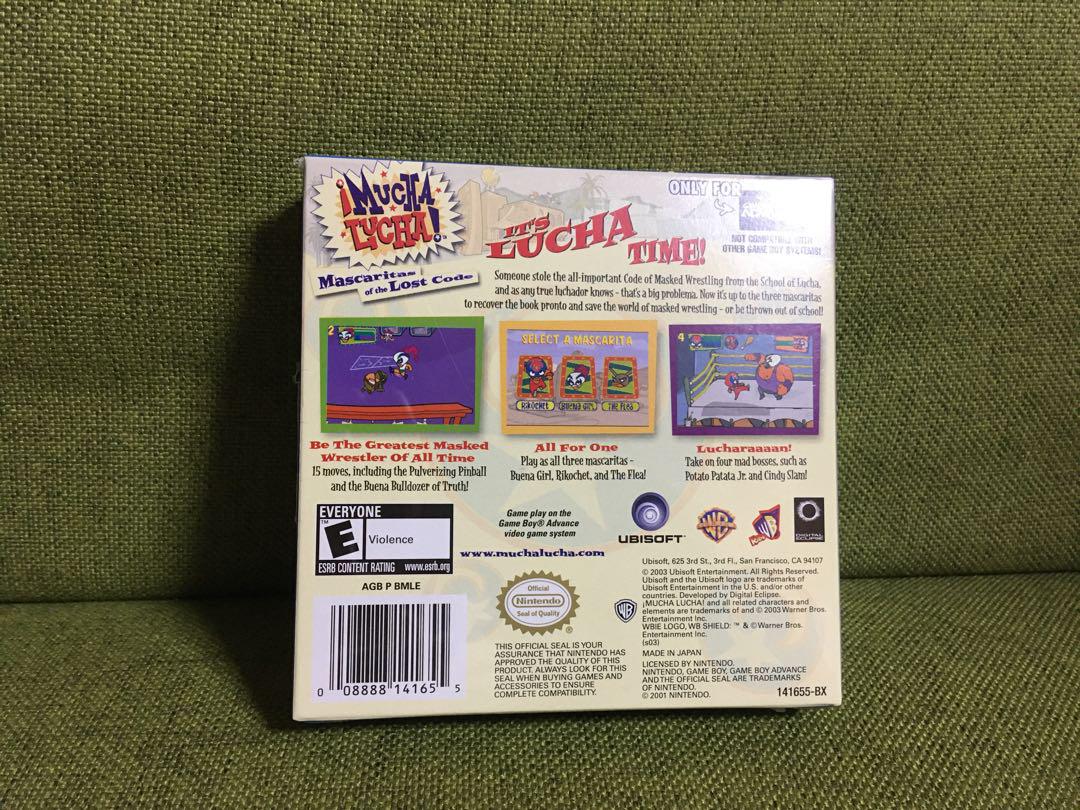 ¡MUCHA
LUCHA!
Mascaritas
of the Lost Code
ONLY FOR
NOT COMPATIBLE WITH
OTHER GAME BOY SYSTEMS!
IT'S
LUCHA
TIME!
Someone stole the all-important Code of Masked Wrestling from the School of Lucha,
and as any true luchador knows - that's a big problema. Now it's up to the three mascaritas
to recover the book pronto and save the world of masked wrestling - or be thrown out of school!
2
SELECT A MASCARITA
RIKOCHET BUENA GIRL THE FLEA
4
Be The Greatest Masked
Wrestler Of All Time
15 moves, including the Pulverizing Pinball
and the Buena Bulldozer of Truth!
All For One
Play as all three mascaritas -
Buena Girl, Rikochet, and The Flea!
Lucharaaaan!
Take on four mad bosses, such as
Potato Patata Jr. and Cindy Slam!
EVERYONE
TM
E
Violence
ESRB CONTENT RATING www.esrb.org
Game play on the
Game Boy® Advance
video game system
www.muchalucha.com
UBISOFT
WB
KIDS WB
DIGITAL
ECLIPSE
AGB P BMLE
0 08888 14165 5
Official
Nintendo
Seal of Quality
®
THIS OFFICIAL SEAL IS YOUR
ASSURANCE THAT NINTENDO HAS
APPROVED THE QUALITY OF THIS
PRODUCT. ALWAYS LOOK FOR THIS
SEAL WHEN BUYING GAMES AND
ACCESSORIES TO ENSURE
COMPLETE COMPATIBILITY.
Ubisoft, 625 3rd St., 3rd Fl., San Francisco, CA 94107
© 2003 Ubisoft Entertainment. All Rights Reserved.
Ubisoft and the Ubisoft logo are trademarks of
Ubisoft Entertainment in the U.S. and/or other
countries. Developed by Digital Eclipse.
¡MUCHA LUCHA! and all related characters and
elements are trademarks of and © 2003 Warner Bros.
Entertainment Inc.
WBIE LOGO, WB SHIELD: ™ & © Warner Bros.
Entertainment Inc.
(s03)
WB
MADE IN JAPAN
LICENSED BY NINTENDO.
NINTENDO, GAME BOY, GAME BOY ADVANCE
AND THE OFFICIAL SEAL ARE TRADEMARKS
OF NINTENDO.
© 2001 NINTENDO.
141655-BX